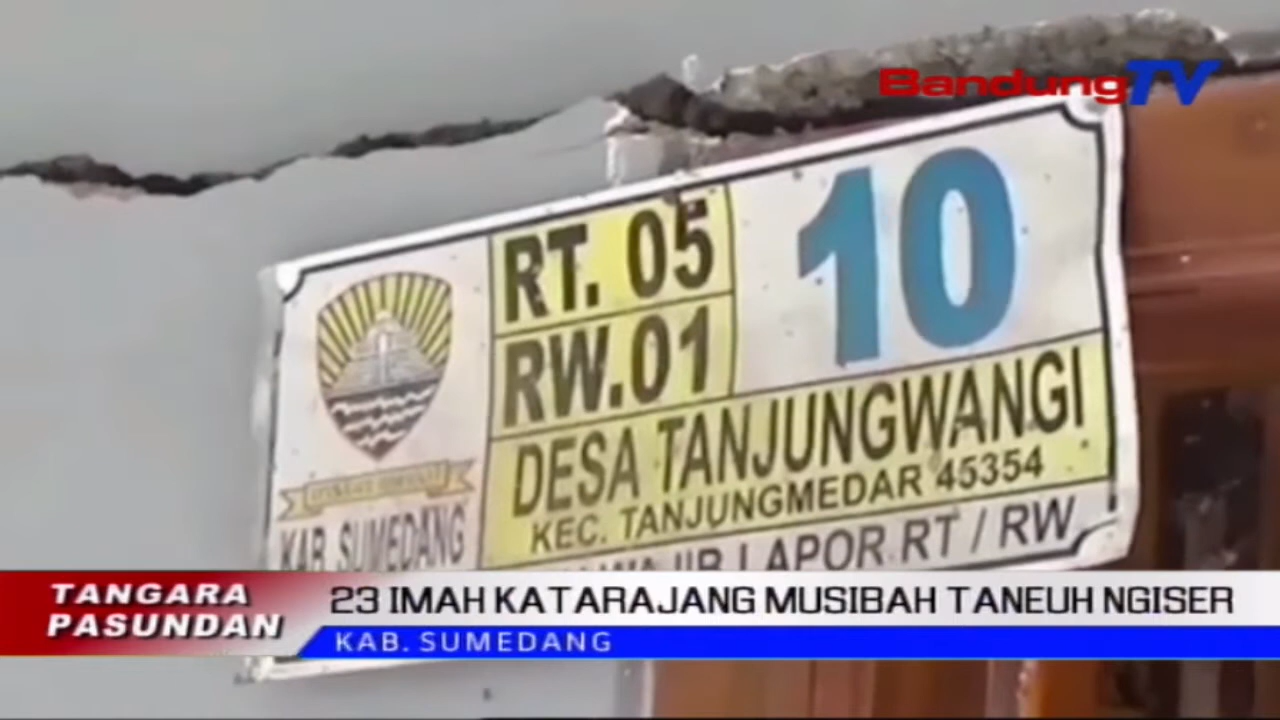 BandungTV
RT. 05
10
RW.01
DESA TANJUNGWANGI
KEC. TANJUNGMEDAR 45354
KAB. SUMEDANG
LAPOR RT / RW
TANGARA
PASUNDAN
23 IMAH KATARAJANG MUSIBAH TANEUH NGISER
KAB. SUMEDANG